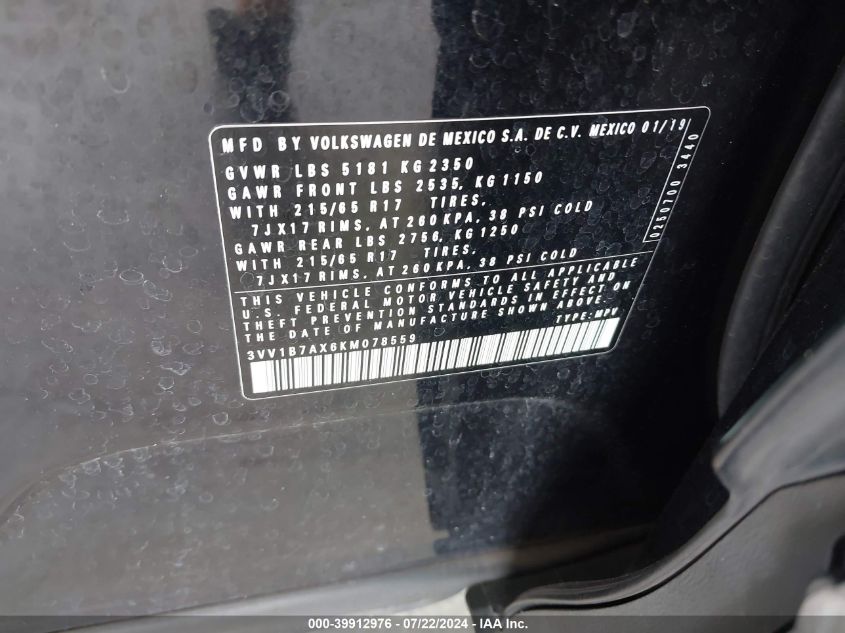 MFD BY VOLKSWAGEN DE MEXICO S.A. DE C.V. MEXICO 01/19
GVWR LBS 5181 KG 2350
GAWR FRONT LBS 2535, KG 1150
WITH 215/65 R17 TIRES,
7JX17 RIMS, AT 260 KPA, 38 PSI COLD
GAWR REAR LBS 2756, KG 1250
WITH 215/65 R17 TIRES,
7JX17 RIMS, AT 260 KPA, 38 PSI COLD
THIS VEHICLE CONFORMS TO ALL APPLICABLE
U.S. FEDERAL MOTOR VEHICLE SAFETY AND
THEFT PREVENTION STANDARDS IN EFFECT ON
THE DATE OF MANUFACTURE SHOWN ABOVE.
TYPE: MPV
3VV1B7AX6KM078559
0250700 3440
000-39912976 - 07/22/2024 - IAA Inc.